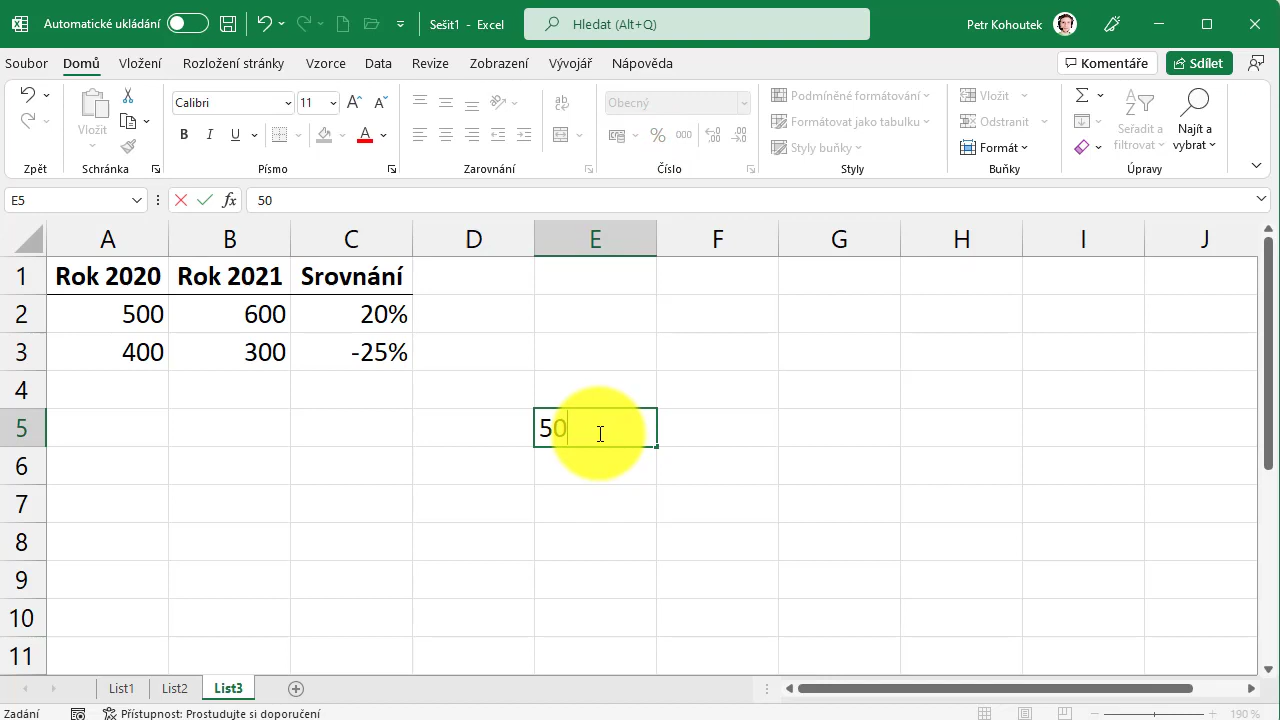 Automatické ukládání Sešit1 - Excel Hledat (Alt+Q) Petr Kohoutek
Soubor Domů Vložení Rozložení stránky Vzorce Data Revize Zobrazení Vývojář Nápověda Komentáře Sdílet
Vložit Calibri 11 Obecný Podmíněné formátování Vložit Σ
Formátovat jako tabulku Odstranit Seřadit a filtrovat Najít a vybrat
B I U A % 000 Styly buňky Formát
Zpět Schránka Písmo Zarovnání Číslo Styly Buňky Úpravy
E5 fx 50
A B C D E F G H I J
1 Rok 2020 Rok 2021 Srovnání
2 500 600 20%
3 400 300 -25%
4
5 50
6
7
8
9
10
11
List1 List2 List3
Zadání Přístupnost: Prostudujte si doporučení 190 %